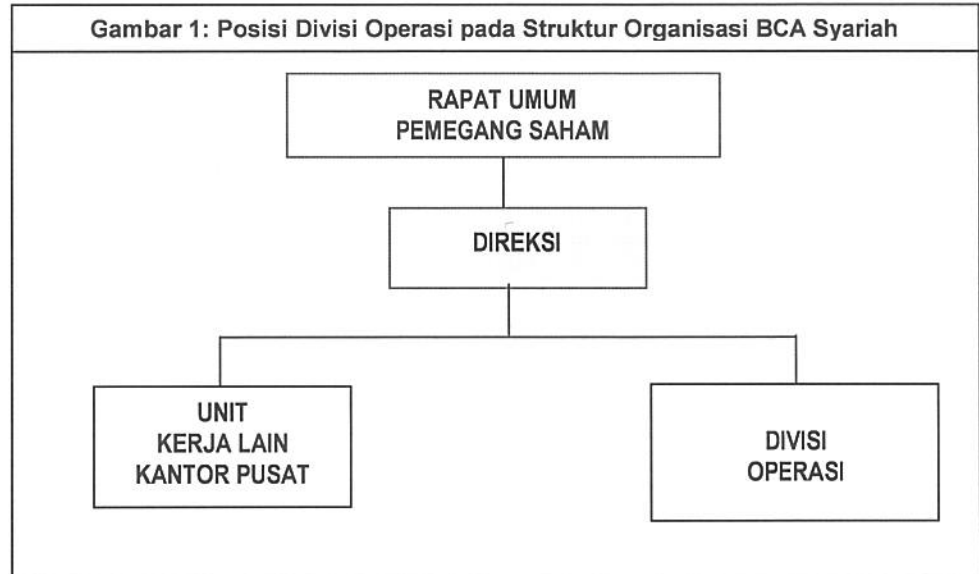 Gambar 1: Posisi Divisi Operasi pada Struktur Organisasi BCA Syariah
RAPAT UMUM
PEMEGANG SAHAM
DIREKSI
UNIT
KERJA LAIN
KANTOR PUSAT
DIVISI
OPERASI